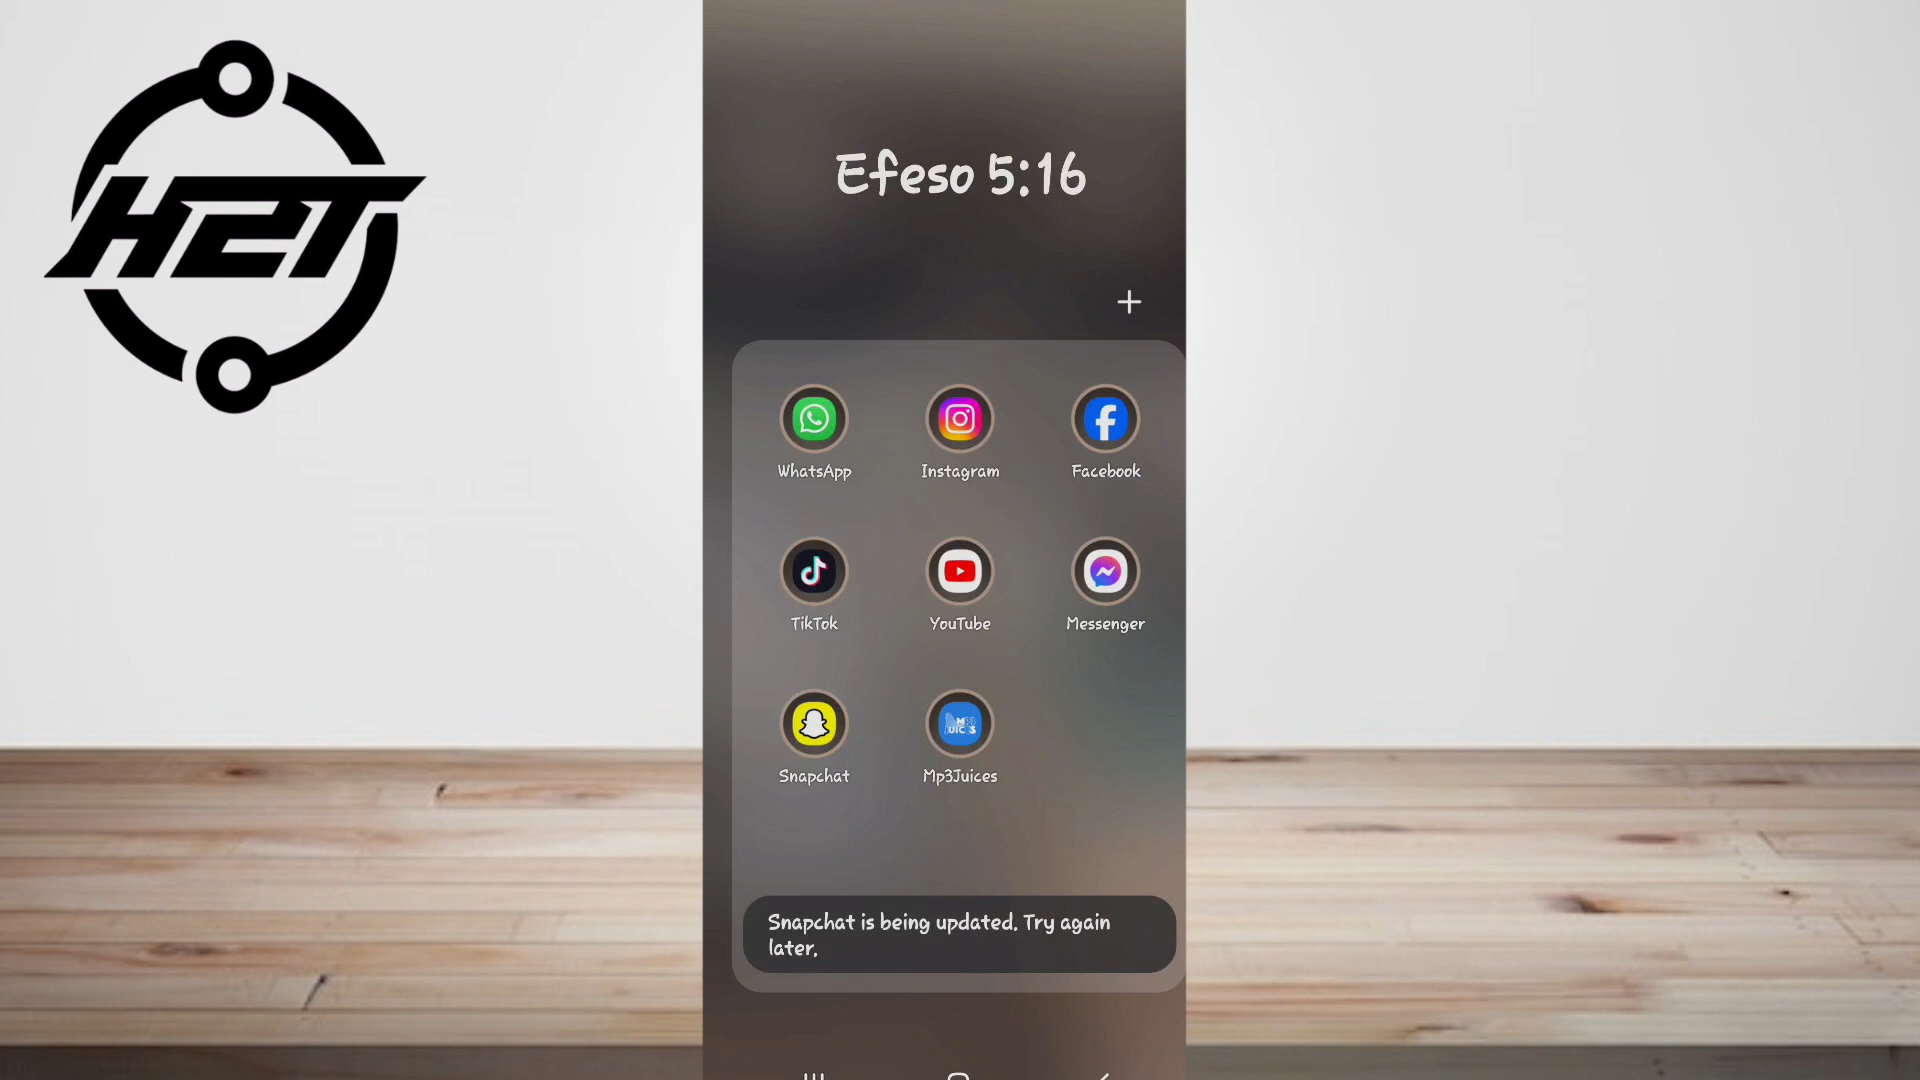 H2T
Efeso 5:16
WhatsApp
Instagram
Facebook
TikTok
YouTube
Messenger
Snapchat
Mp3Juices
Snapchat is being updated. Try again
later.